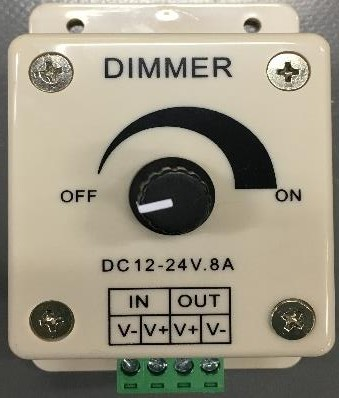 DIMMER
OFF ON
DC12-24V.8A
IN OUT
V- V+ V+ V-